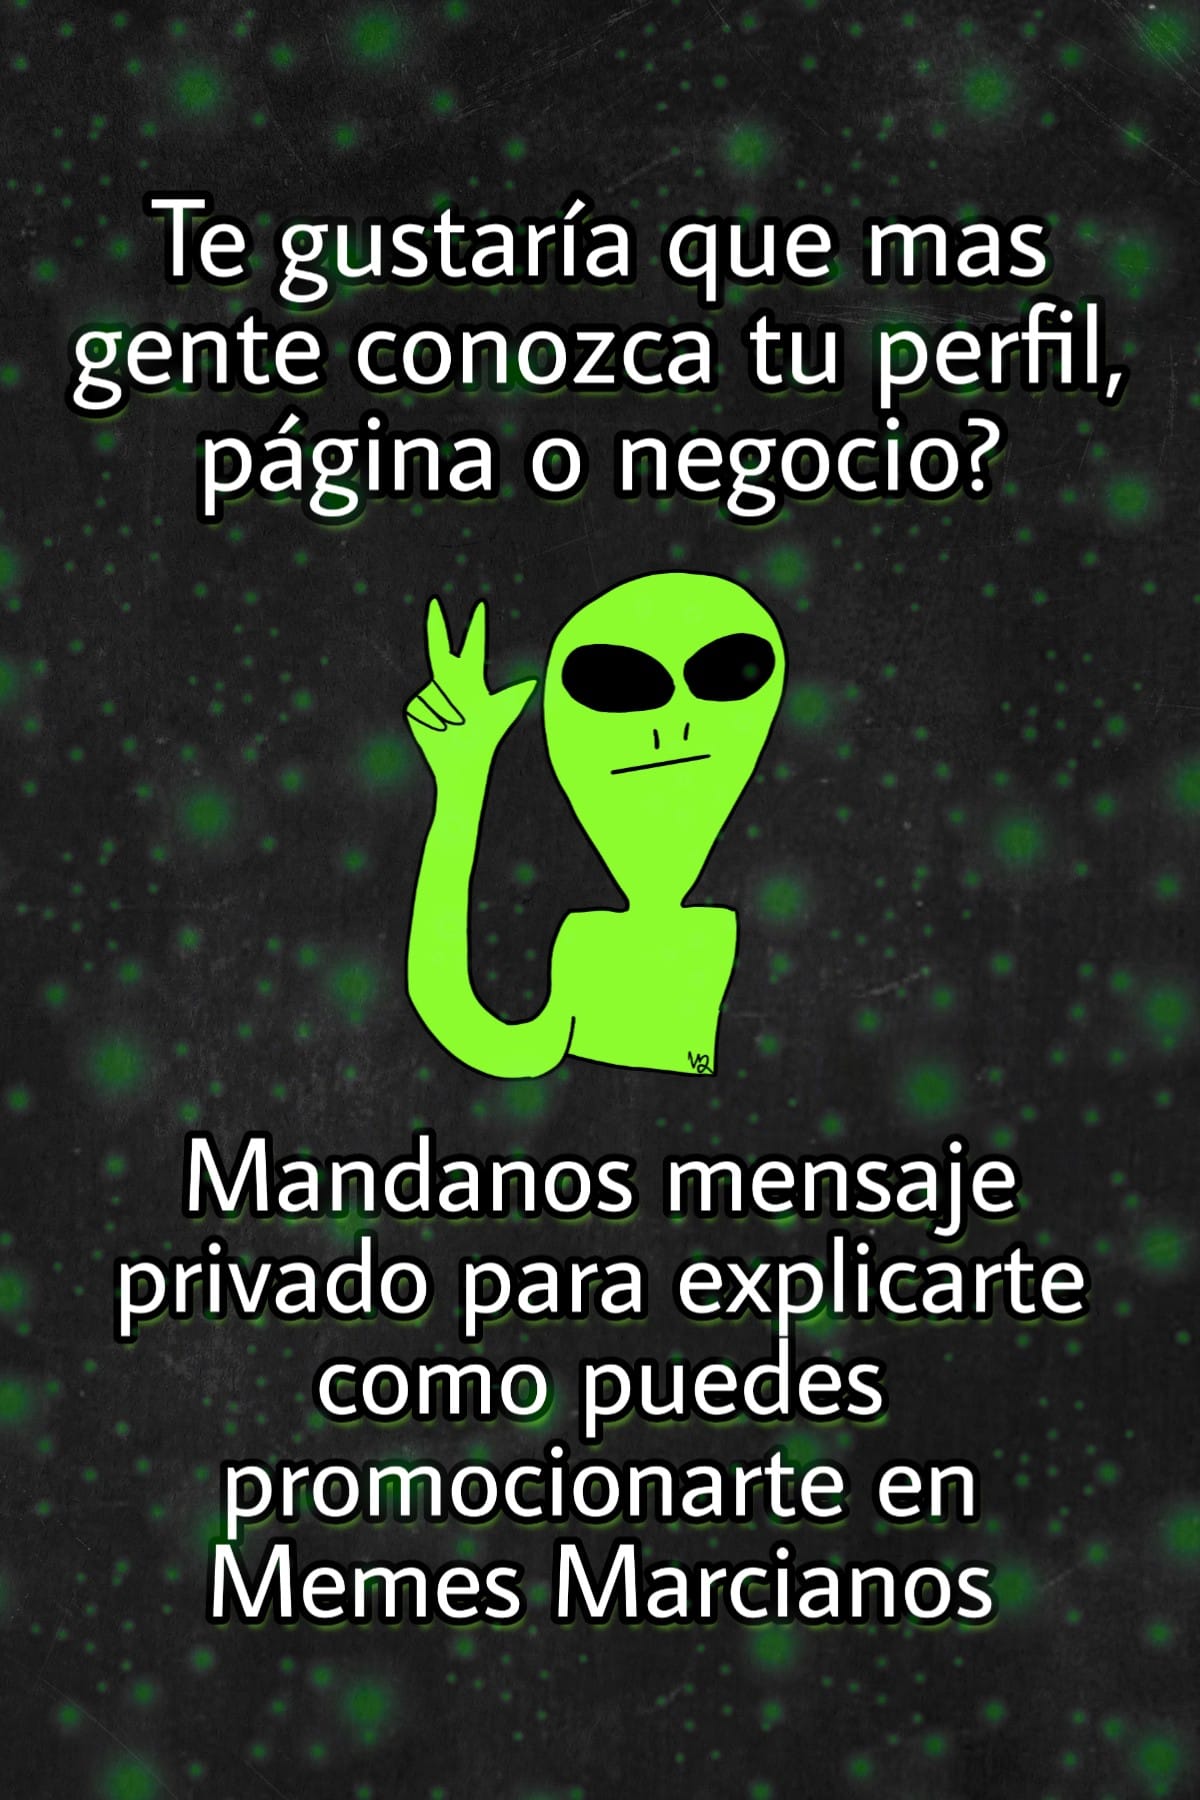 Te gustaría que mas
gente conozca tu perfil,
página o negocio?
V2
Mandanos mensaje
privado para explicarte
como puedes
promocionarte en
Memes Marcianos